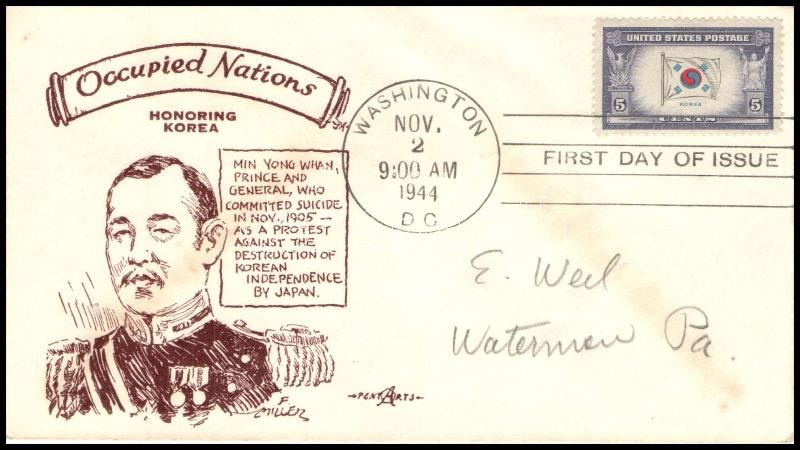 Occupied Nations
HONORING
KOREA
MIN YONG WHAN,
PRINCE AND
GENERAL, WHO
COMMITTED SUICIDE
IN NOV., 1905 —
AS A PROTEST
AGAINST THE
DESTRUCTION OF
KOREAN
INDEPENDENCE
BY JAPAN.
F MILLER
PENT ARTS
WASHINGTON
NOV.
2
9:00 AM
1944
D C
UNITED STATES POSTAGE
KOREA
5 5
CENTS
FIRST DAY OF ISSUE
E. Weil
Waterman Pa.